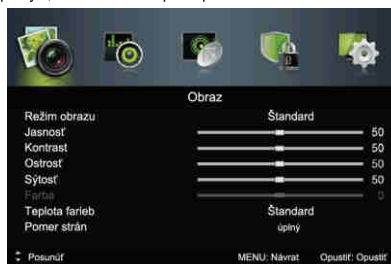 Obraz
Režim obrazu Štandard
Jasnosť 50
Kontrast 50
Ostrosť 50
Sýtosť 50
Farba 0
Teplota farieb Štandard
Pomer strán úplný
Posunúť MENU: Návrat Opustiť: Opustiť